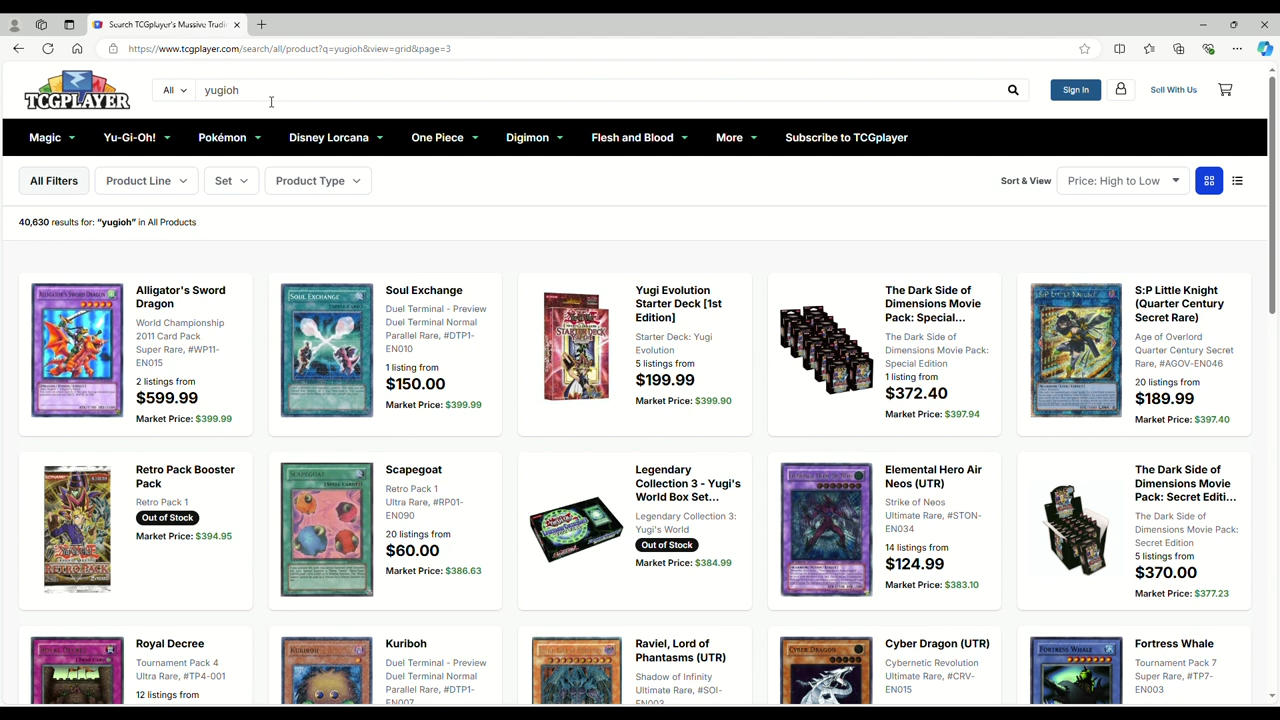 Search TCGplayer's Massive Tradi
https://www.tcgplayer.com/search/all/product?q=yugioh&view=grid&page=3
TCGPLAYER
All
yugioh
Sign In
Sell With Us
Magic
Yu-Gi-Oh!
Pokémon
Disney Lorcana
One Piece
Digimon
Flesh and Blood
More
Subscribe to TCGplayer
All Filters
Product Line
Set
Product Type
Sort & View
Price: High to Low
40,630 results for: "yugioh" in All Products
Alligator's Sword
Dragon
World Championship
2011 Card Pack
Super Rare, #WP11-
EN015
2 listings from
$599.99
Market Price: $399.99
SOUL EXCHANGE
Soul Exchange
Duel Terminal - Preview
Duel Terminal Normal
Parallel Rare, #DTP1-
EN010
1 listing from
$150.00
Market Price: $399.99
Yugi Evolution
Starter Deck [1st
Edition]
Starter Deck: Yugi
Evolution
5 listings from
$199.99
Market Price: $399.90
The Dark Side of
Dimensions Movie
Pack: Special...
The Dark Side of
Dimensions Movie Pack:
Special Edition
1 listing from
$372.40
Market Price: $397.94
S:P Little Knight
(Quarter Century
Secret Rare)
Age of Overlord
Quarter Century Secret
Rare, #AGOV-EN046
20 listings from
$189.99
Market Price: $397.40
RETRO PACK
Retro Pack Booster
Pack
Retro Pack 1
Out of Stock
Market Price: $394.95
SCAPEGOAT
Scapegoat
Retro Pack 1
Ultra Rare, #RP01-
EN090
20 listings from
$60.00
Market Price: $386.63
Legendary
Collection 3 - Yugi's
World Box Set...
Legendary Collection 3:
Yugi's World
Out of Stock
Market Price: $384.99
Elemental Hero Air
Neos (UTR)
Strike of Neos
Ultimate Rare, #STON-
EN034
14 listings from
$124.99
Market Price: $383.10
The Dark Side of
Dimensions Movie
Pack: Secret Editi...
The Dark Side of
Dimensions Movie Pack:
Secret Edition
5 listings from
$370.00
Market Price: $377.23
ROYAL DECREE
Royal Decree
Tournament Pack 4
Ultra Rare, #TP4-001
12 listings from
KURIBOH
Kuriboh
Duel Terminal - Preview
Duel Terminal Normal
Parallel Rare, #DTP1-
EN007
Raviel, Lord of
Phantasms (UTR)
Shadow of Infinity
Ultimate Rare, #SOI-
EN003
CYBER DRAGON
Cyber Dragon (UTR)
Cybernetic Revolution
Ultimate Rare, #CRV-
EN015
FORTRESS WHALE
Fortress Whale
Tournament Pack 7
Super Rare, #TP7-
EN003